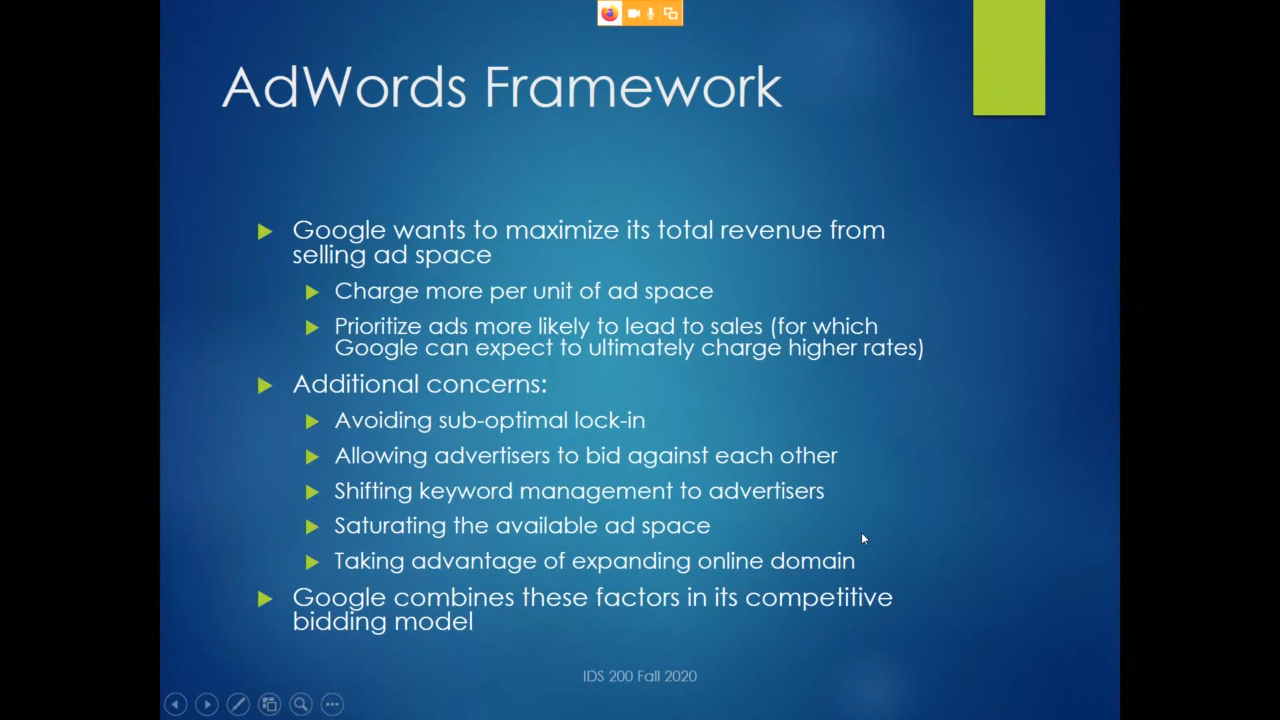 AdWords Framework
Google wants to maximize its total revenue from
selling ad space
Charge more per unit of ad space
Prioritize ads more likely to lead to sales (for which
Google can expect to ultimately charge higher rates)
Additional concerns:
Avoiding sub-optimal lock-in
Allowing advertisers to bid against each other
Shifting keyword management to advertisers
Saturating the available ad space
Taking advantage of expanding online domain
Google combines these factors in its competitive
bidding model
IDS 200 Fall 2020